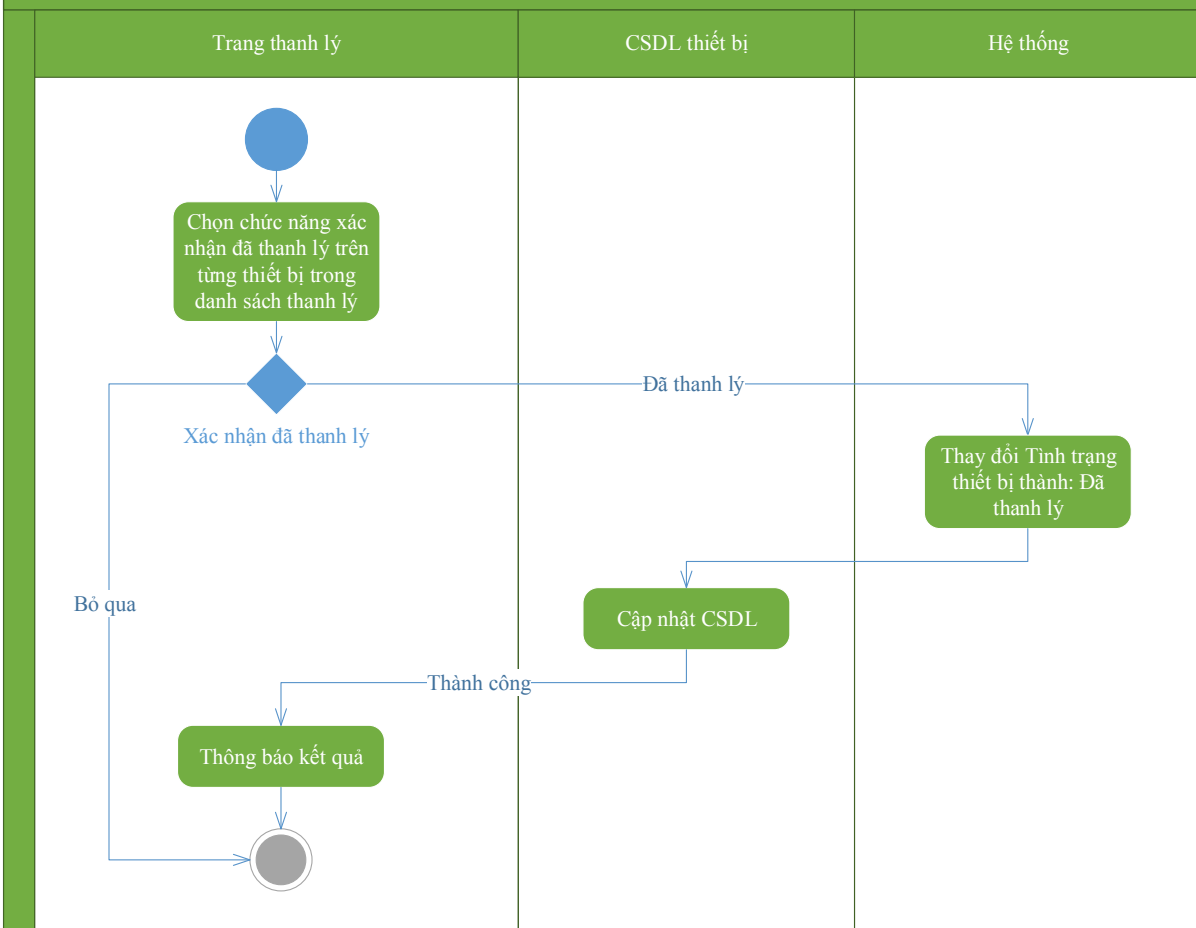 Trang thanh lý
CSDL thiết bị
Hệ thống
Chọn chức năng xác
nhận đã thanh lý trên
từng thiết bị trong
danh sách thanh lý
Đã thanh lý
Xác nhận đã thanh lý
Thay đổi Tình trạng
thiết bị thành: Đã
thanh lý
Bỏ qua
Cập nhật CSDL
Thành công
Thông báo kết quả